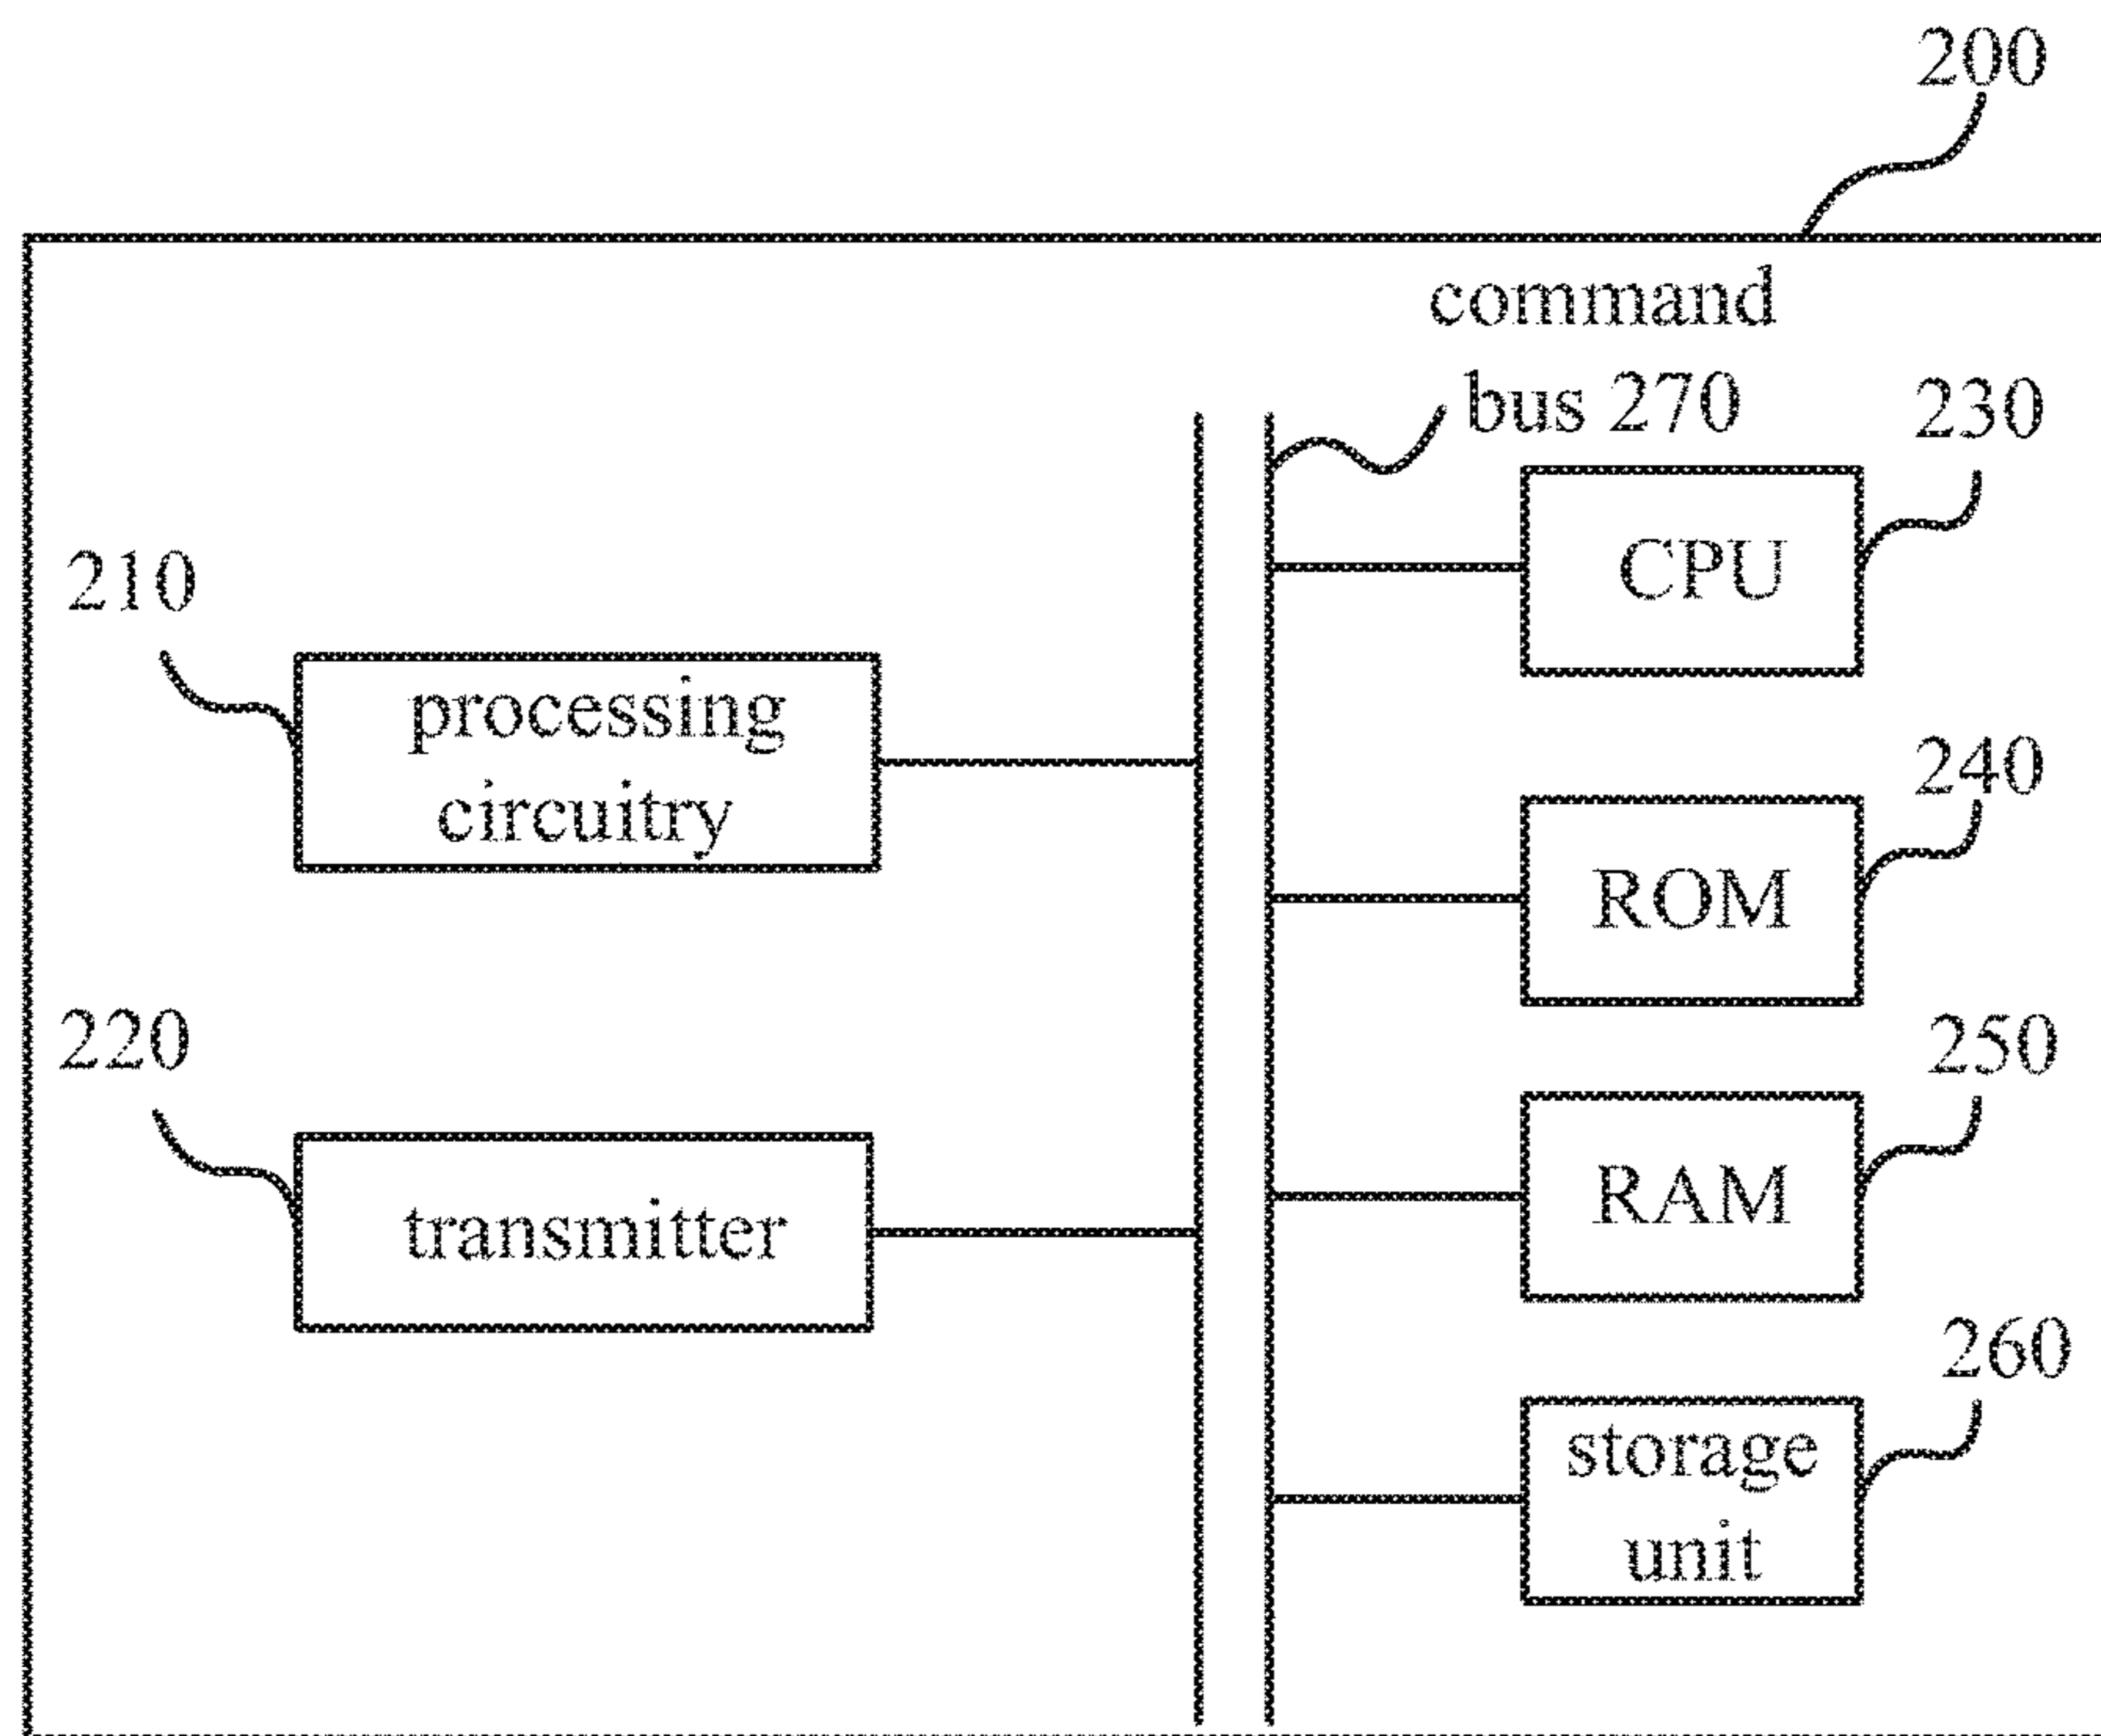 200
command
bus 270
230
CPU
210
processing
circuitry
240
ROM
220
250
transmitter
RAM
260
storage
unit